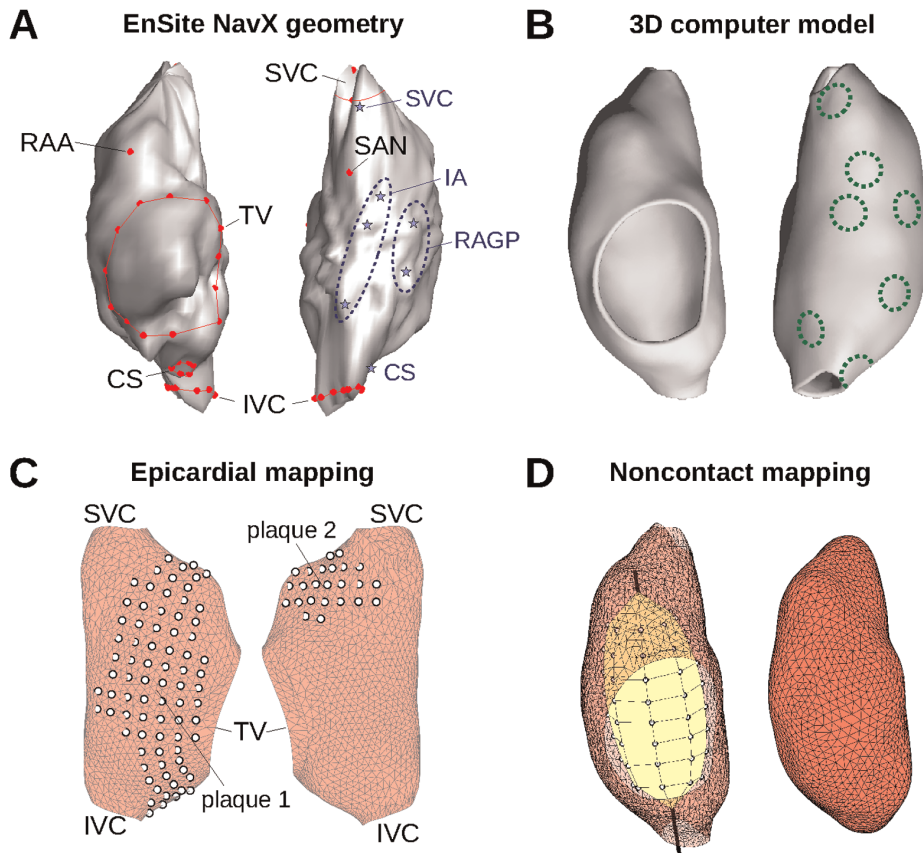 A EnSite NavX geometry
B 3D computer model
SVC
SVC
RAA
SAN
IA
TV
RAGP
CS
CS
IVC
C Epicardial mapping
D Noncontact mapping
SVC
SVC
plaque 2
TV
plaque 1
IVC
IVC